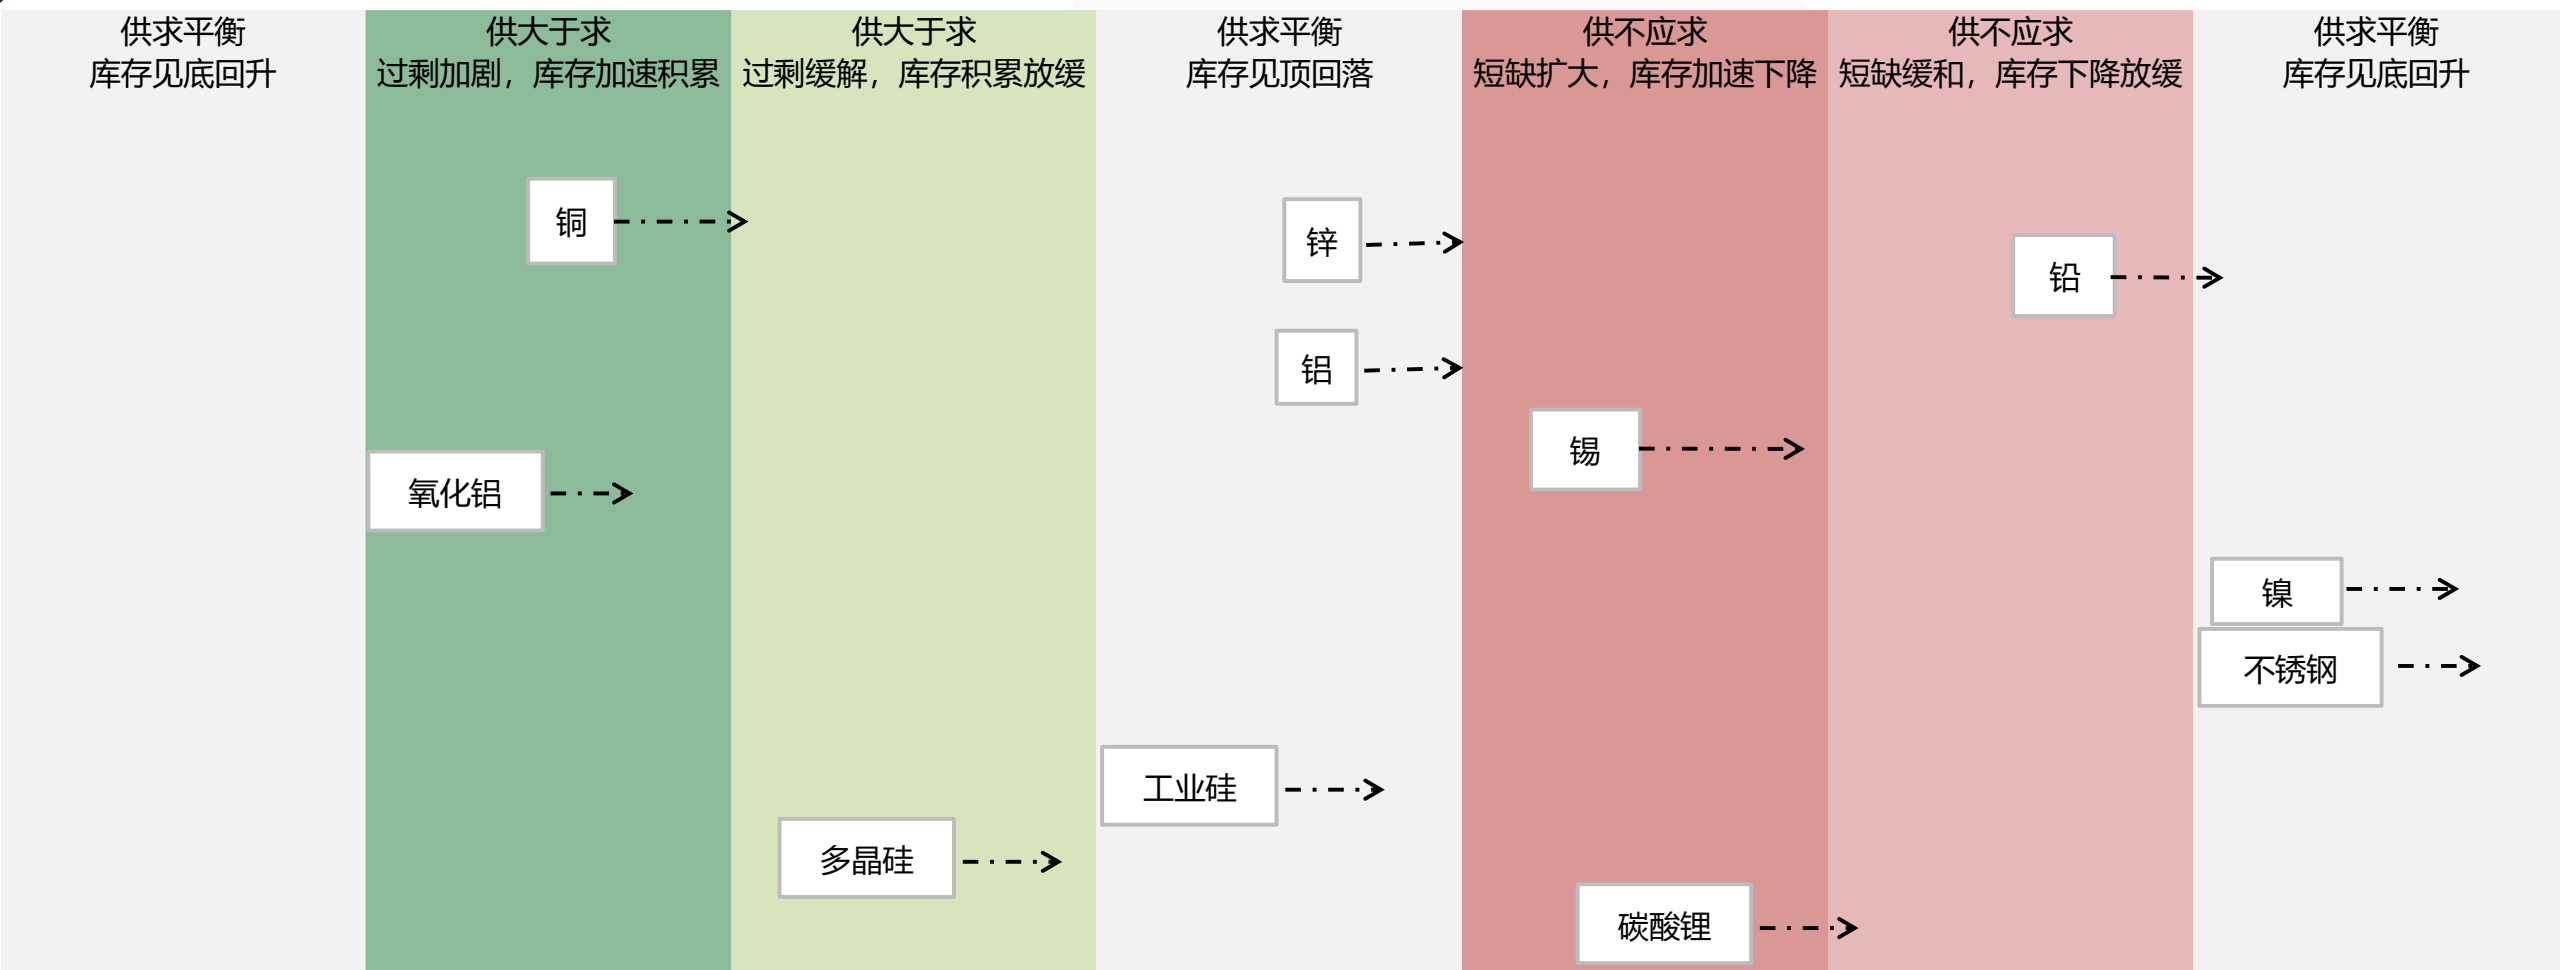 供求平衡
库存见底回升
供大于求
过剩加剧，库存加速积累
供大于求
过剩缓解，库存积累放缓
供求平衡
库存见顶回落
供不应求
短缺扩大，库存加速下降
供不应求
短缺缓和，库存下降放缓
供求平衡
库存见底回升
铜
锌
铅
铝
锡
氧化铝
镍
不锈钢
工业硅
多晶硅
碳酸锂